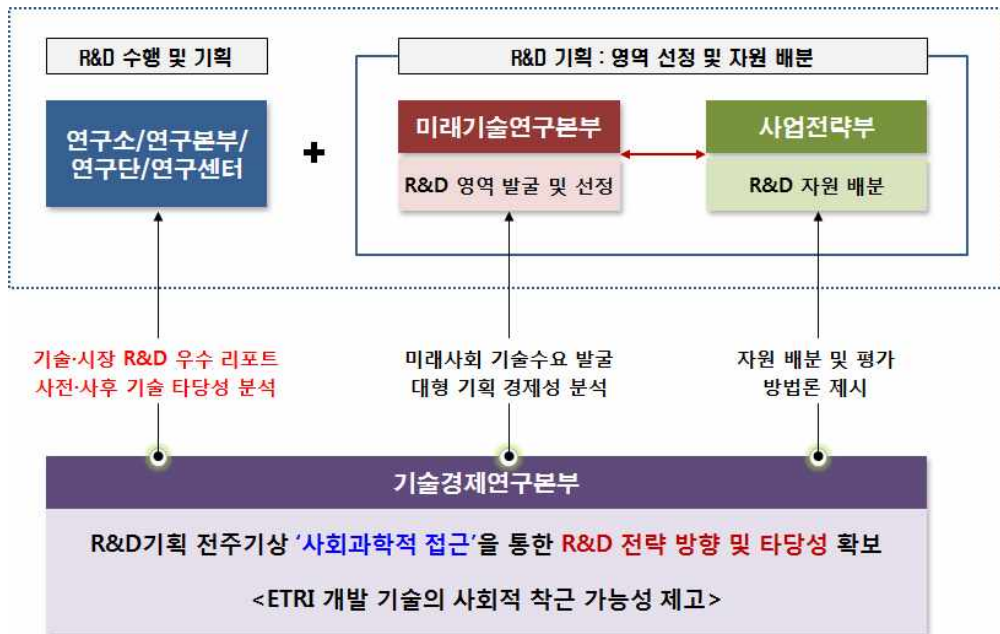 R&D 수행 및 기획
R&D 기획 : 영역 선정 및 자원 배분
연구소/연구본부/
연구단/연구센터
+
미래기술연구본부
R&D 영역 발굴 및 선정
사업전략부
R&D 자원 배분
기술·시장 R&D 우수 리포트
사전·사후 기술 타당성 분석
미래사회 기술수요 발굴
대형 기획 경제성 분석
자원 배분 및 평가
방법론 제시
기술경제연구본부
R&D기획 전주기상 ‘사회과학적 접근’을 통한 R&D 전략 방향 및 타당성 확보
<ETRI 개발 기술의 사회적 착근 가능성 제고>